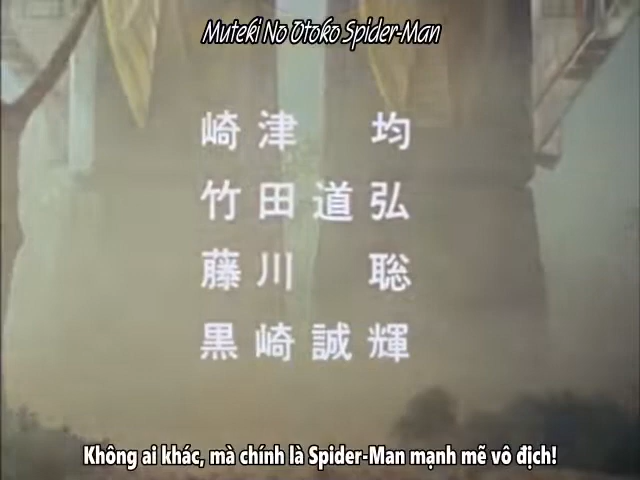 Muteki No Otoko Spider-Man
崎津 均
竹田道弘
藤川 聡
黒崎誠輝
Không ai khác, mà chính là Spider-Man mạnh mẽ vô địch!